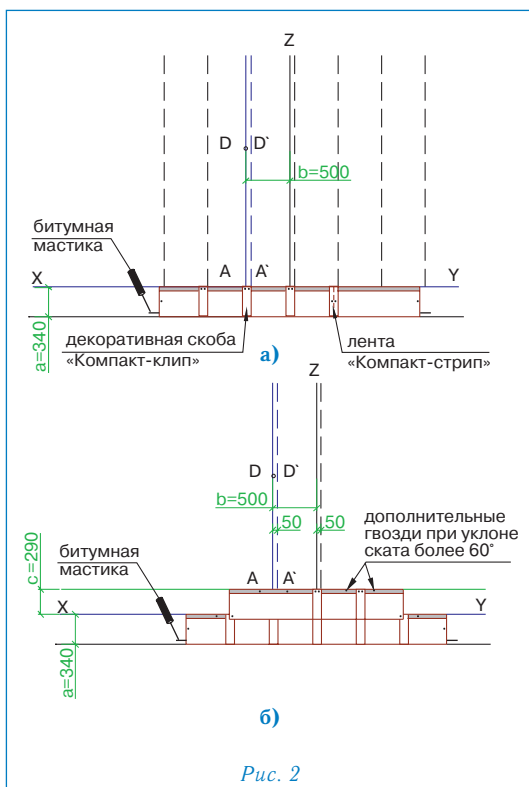 Z
D D`
b=500
битумная
мастика
X A A` Y
a=340
декоративная скоба
«Компакт-клип»
лента
«Компакт-стрип»
а)
Z
D D`
b=500
50 50
дополнительные
гвозди при уклоне
ската более 60°
битумная
мастика
c=290
A A`
X Y
a=340
б)
Рис. 2